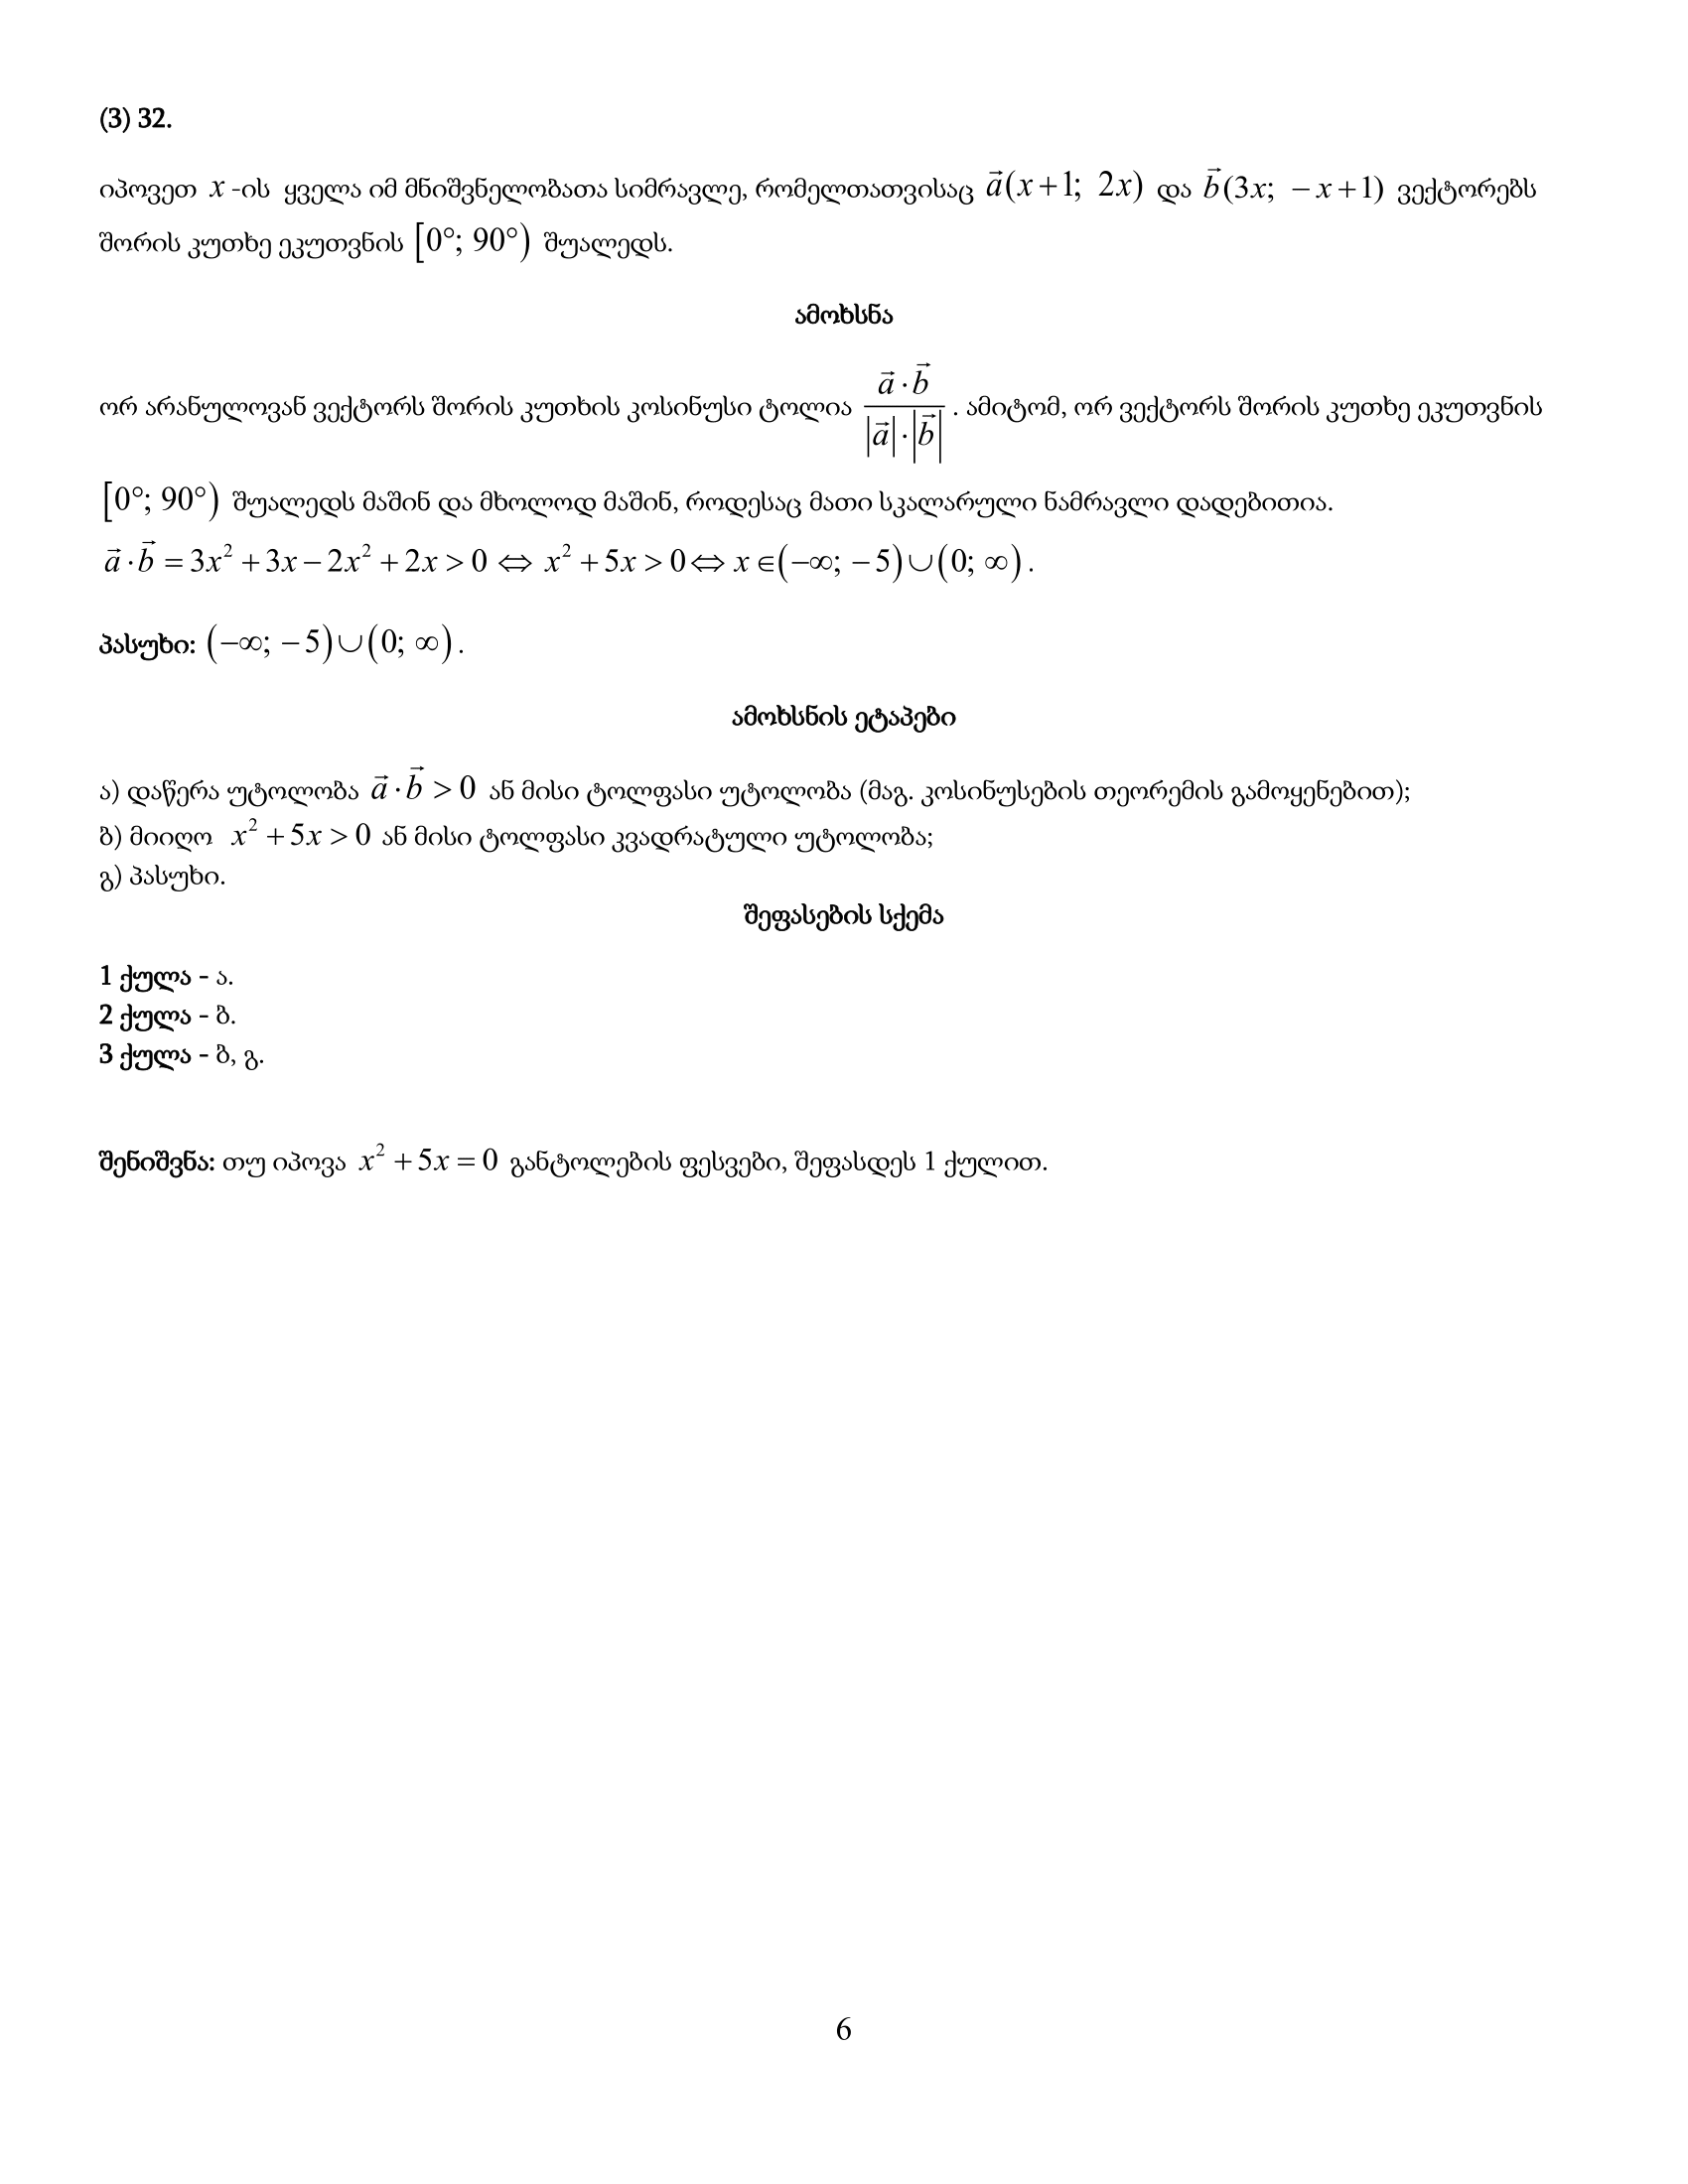 (3) 32.
იპოვეთ x -ის ყველა იმ მნიშვნელობათა სიმრავლე, რომელთათვისაც $\vec{a}(x+1;\ 2x)$ და $\vec{b}(3x;\ -x+1)$ ვექტორებს
შორის კუთხე ეკუთვნის [0°; 90°) შუალედს.
ამოხსნა
ორ არანულოვან ვექტორს შორის კუთხის კოსინუსი ტოლია $\frac{\vec{a}\cdot\vec{b}}{|\vec{a}|\cdot|\vec{b}|}$ . ამიტომ, ორ ვექტორს შორის კუთხე ეკუთვნის
[0°; 90°) შუალედს მაშინ და მხოლოდ მაშინ, როდესაც მათი სკალარული ნამრავლი დადებითია.
$\vec{a}\cdot\vec{b} = 3x^2+3x-2x^2+2x>0 \Leftrightarrow x^2+5x>0 \Leftrightarrow x\in(-\infty;\ -5)\cup(0;\ \infty)$.
პასუხი: $(-\infty;\ -5)\cup(0;\ \infty)$.
ამოხსნის ეტაპები
ა) დაწერა უტოლობა $\vec{a}\cdot\vec{b}>0$ ან მისი ტოლფასი უტოლობა (მაგ. კოსინუსების თეორემის გამოყენებით);
ბ) მიიღო $x^2+5x>0$ ან მისი ტოლფასი კვადრატული უტოლობა;
გ) პასუხი.
შეფასების სქემა
1 ქულა - ა.
2 ქულა - ბ.
3 ქულა - ბ, გ.
შენიშვნა: თუ იპოვა $x^2+5x=0$ განტოლების ფესვები, შეფასდეს 1 ქულით.
6